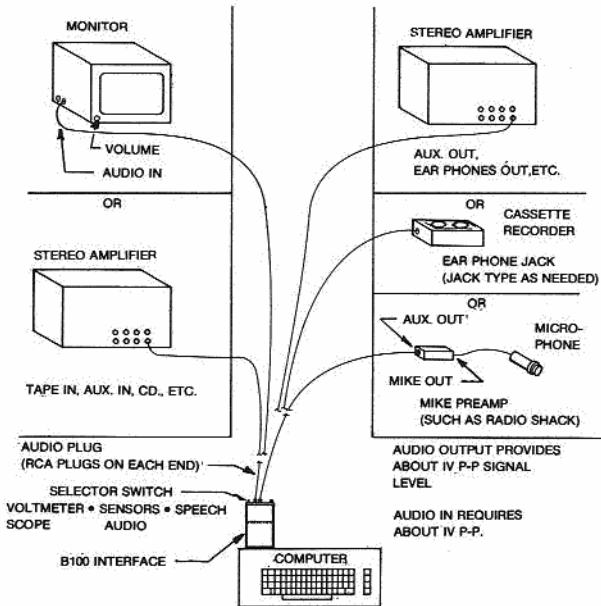 MONITOR
VOLUME
AUDIO IN
OR
STEREO AMPLIFIER
TAPE IN, AUX. IN, CD., ETC.
AUDIO PLUG
(RCA PLUGS ON EACH END)'
SELECTOR SWITCH
VOLTMETER • SENSORS • SPEECH
SCOPE AUDIO
B100 INTERFACE
COMPUTER
STEREO AMPLIFIER
AUX. OUT,
EAR PHONES OUT,ETC.
OR
CASSETTE
RECORDER
EAR PHONE JACK
(JACK TYPE AS NEEDED)
OR
AUX. OUT'
MICRO-
PHONE
MIKE OUT
MIKE PREAMP
(SUCH AS RADIO SHACK)
AUDIO OUTPUT PROVIDES
ABOUT IV P-P SIGNAL
LEVEL
AUDIO IN REQUIRES
ABOUT IV P-P.